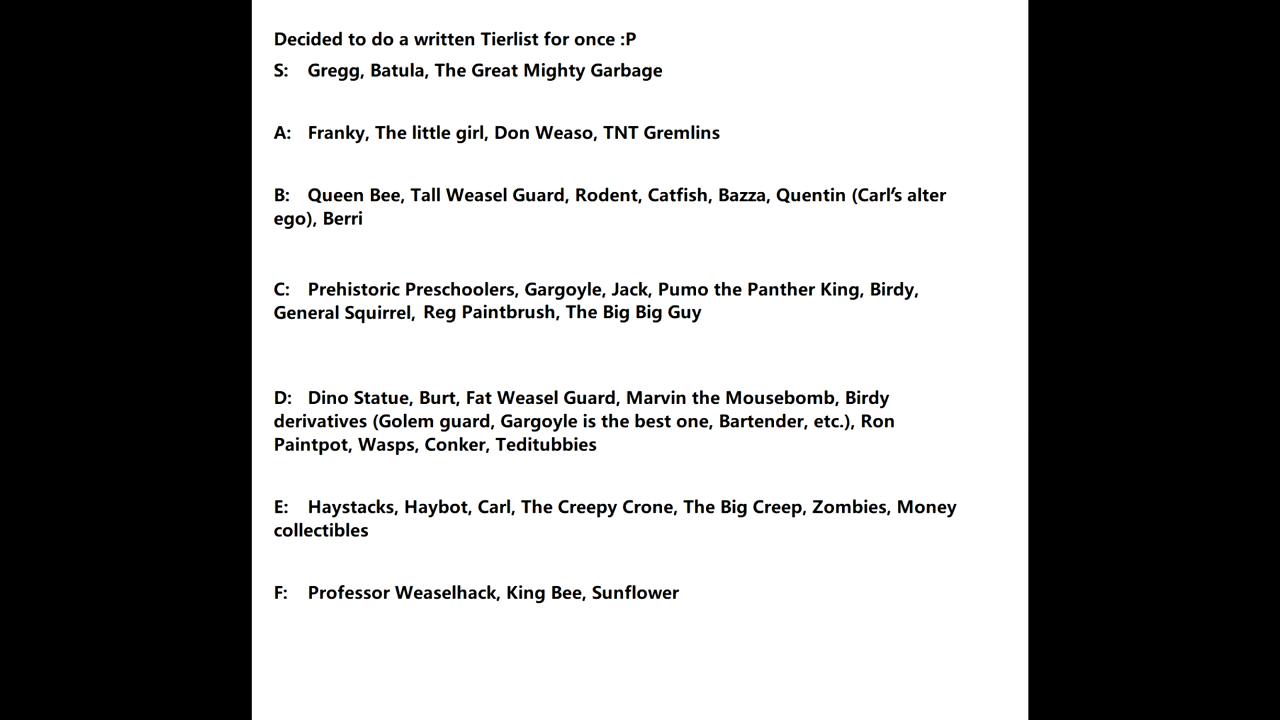 Decided to do a written Tierlist for once :P
S: Gregg, Batula, The Great Mighty Garbage
A: Franky, The little girl, Don Weaso, TNT Gremlins
B: Queen Bee, Tall Weasel Guard, Rodent, Catfish, Bazza, Quentin (Carl's alter
ego), Berri
C: Prehistoric Preschoolers, Gargoyle, Jack, Pumo the Panther King, Birdy,
General Squirrel, Reg Paintbrush, The Big Big Guy
D: Dino Statue, Burt, Fat Weasel Guard, Marvin the Mousebomb, Birdy
derivatives (Golem guard, Gargoyle is the best one, Bartender, etc.), Ron
Paintpot, Wasps, Conker, Teditubbies
E: Haystacks, Haybot, Carl, The Creepy Crone, The Big Creep, Zombies, Money
collectibles
F: Professor Weaselhack, King Bee, Sunflower